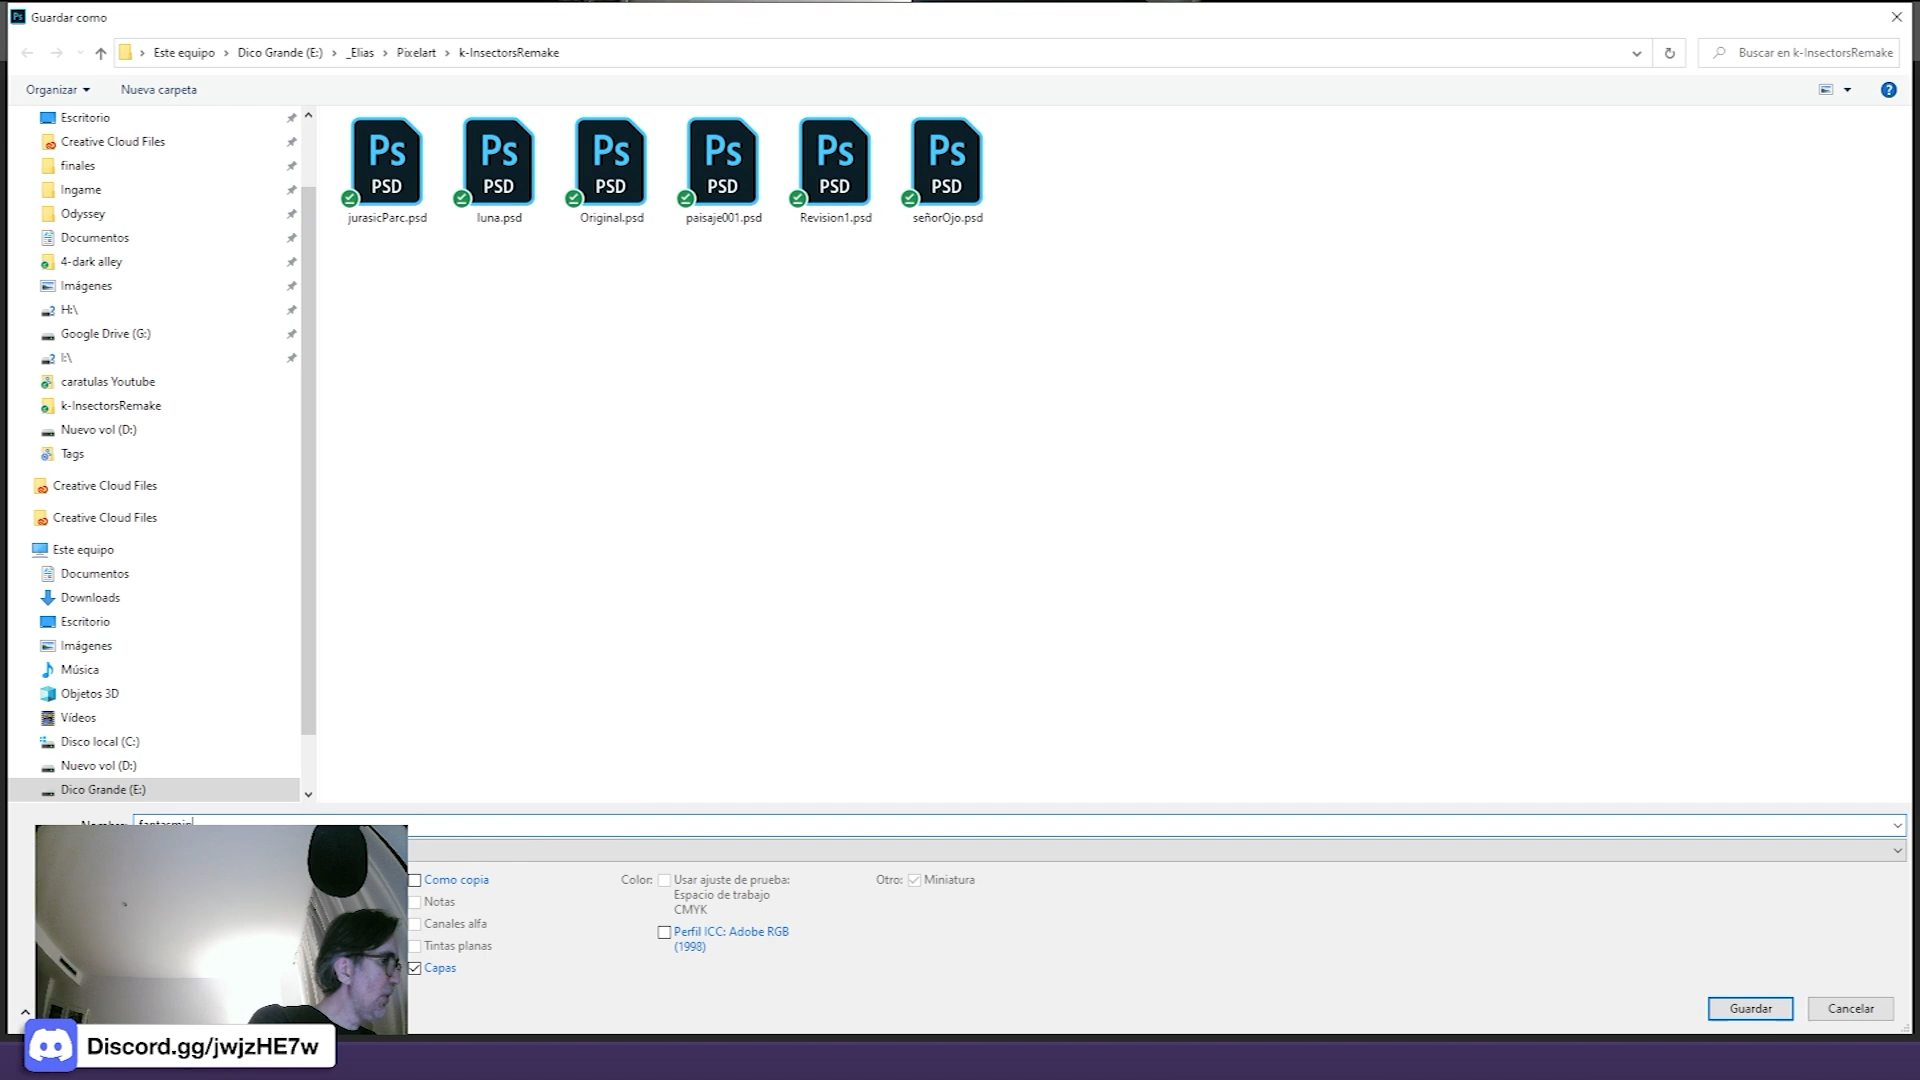 Ps Guardar como
Este equipo > Dico Grande (E:) > _Elias > Pixelart > k-InsectorsRemake
Buscar en k-InsectorsRemake
Organizar
Nueva carpeta
?
Escritorio
Creative Cloud Files
finales
Ingame
Odyssey
Documentos
4-dark alley
Imágenes
H:\
Google Drive (G:)
I:\
caratulas Youtube
k-InsectorsRemake
Nuevo vol (D:)
Tags
Creative Cloud Files
Creative Cloud Files
Este equipo
Documentos
Downloads
Escritorio
Imágenes
Música
Objetos 3D
Vídeos
Disco local (C:)
Nuevo vol (D:)
Dico Grande (E:)
Ps Ps Ps Ps Ps Ps
PSD PSD PSD PSD PSD PSD
jurasicParc.psd luna.psd Original.psd paisaje001.psd Revision1.psd señorOjo.psd
Nombre: fantasmin
Como copia
Notas
Canales alfa
Tintas planas
Capas
Color: Usar ajuste de prueba:
Espacio de trabajo
CMYK
Perfil ICC: Adobe RGB
(1998)
Otro: Miniatura
Guardar
Cancelar
Discord.gg/jwjzHE7w